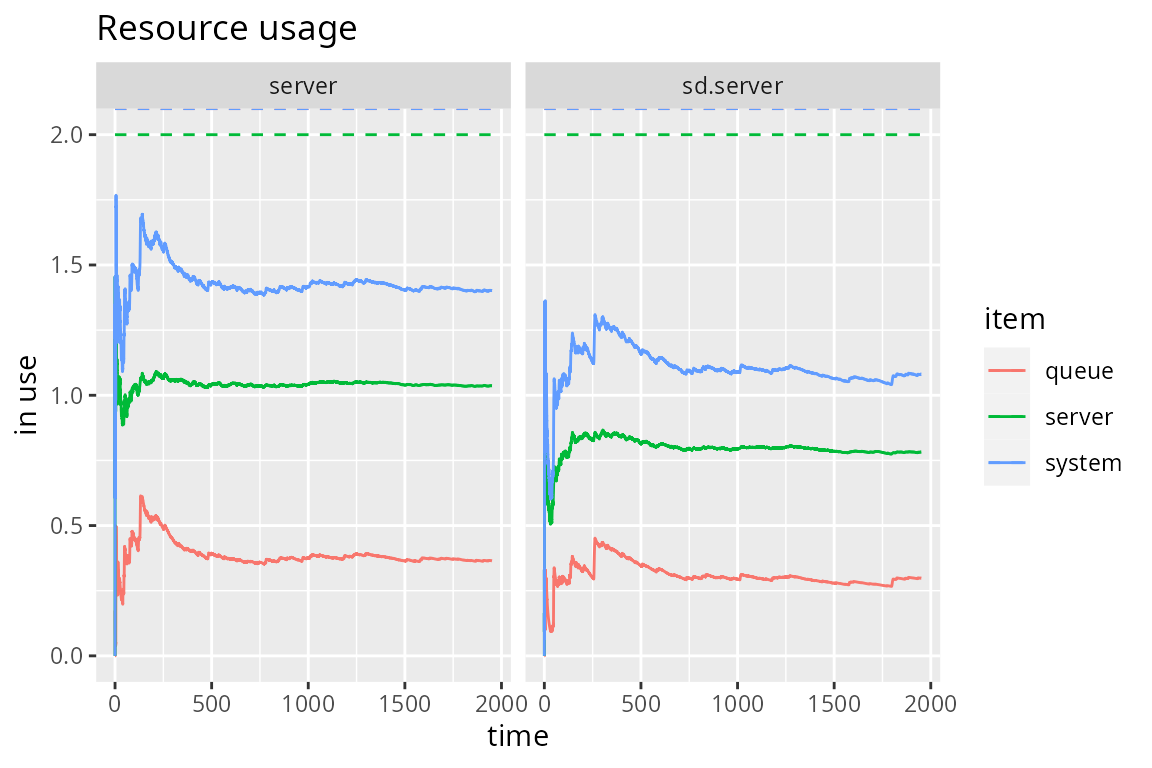 Resource usage
server sd.server
2.0
1.5
1.0
0.5
0.0
in use
0 500 1000 1500 2000 0 500 1000 1500 2000
time
item
queue
server
system